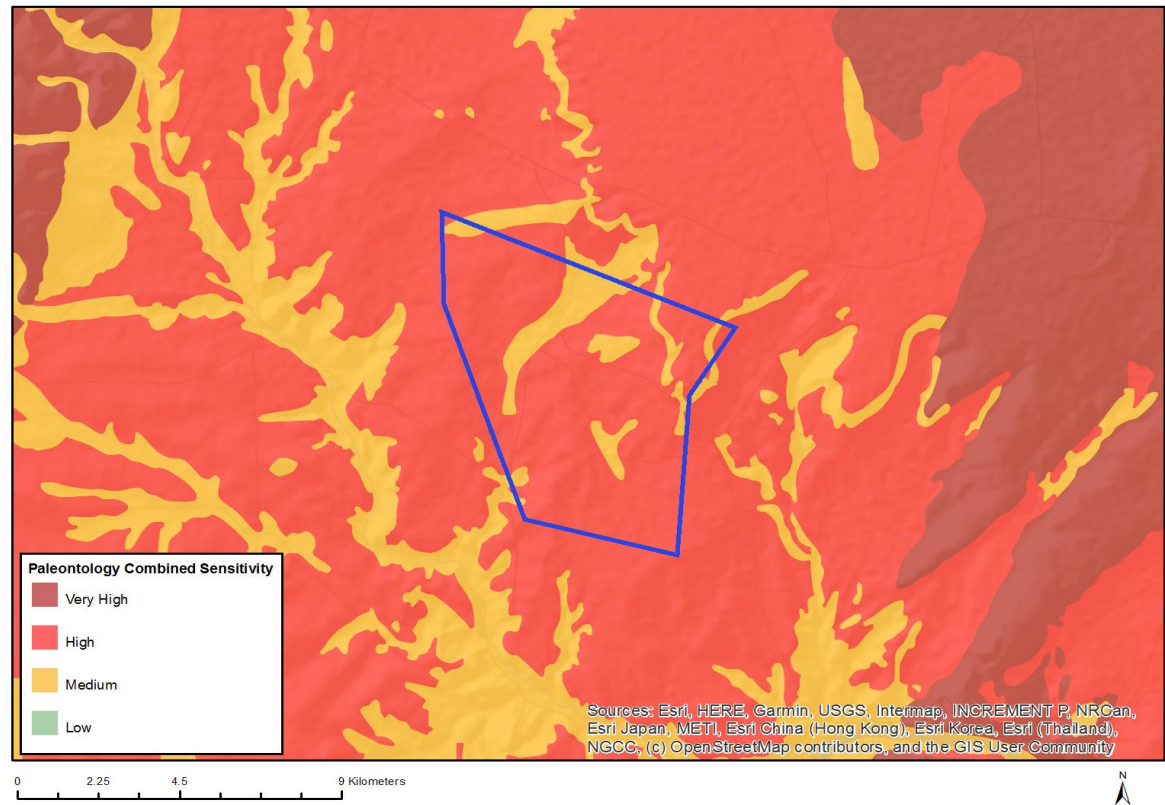 Paleontology Combined Sensitivity
Very High
High
Medium
Low
Sources: Esri, HERE, Garmin, USGS, Intermap, INCREMENT P, NRCan,
Esri Japan, METI, Esri China (Hong Kong), Esri Korea, Esri (Thailand),
NGCC, (c) OpenStreetMap contributors, and the GIS User Community
0 2.25 4.5 9 Kilometers
N